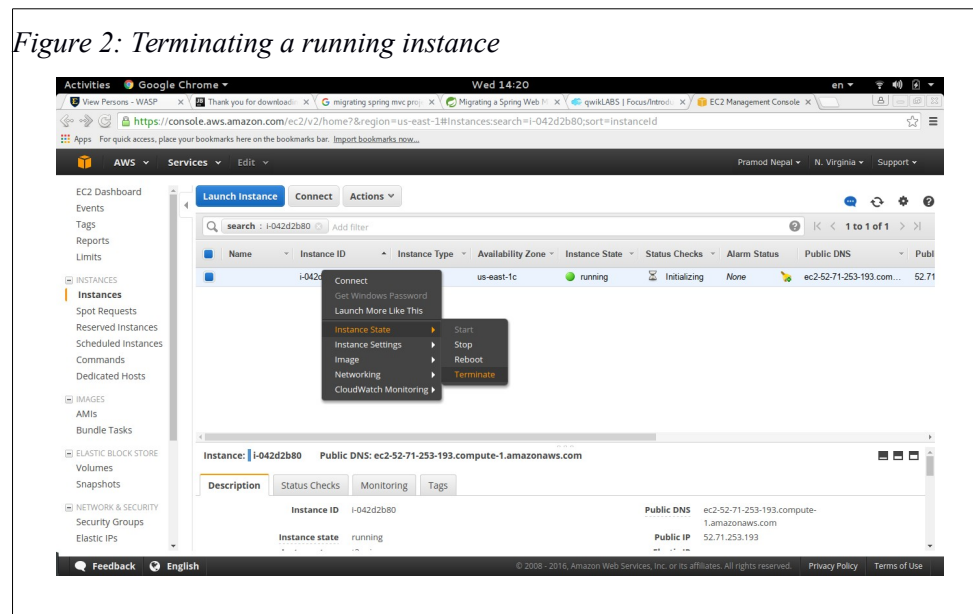 Figure 2: Terminating a running instance
Activities Google Chrome Wed 14:20 en
View Persons - WASP Thank you for downloadin migrating spring mvc proj Migrating a Spring Web M qwikLABS | Focus/Introdu EC2 Management Console
https://console.aws.amazon.com/ec2/v2/home?&region=us-east-1#Instances:search=i-042d2b80;sort=instanceId
Apps For quick access, place your bookmarks here on the bookmarks bar. Import bookmarks now...
AWS Services Edit Pramod Nepal N. Virginia Support
EC2 Dashboard
Events
Tags
Reports
Limits
INSTANCES
Instances
Spot Requests
Reserved Instances
Scheduled Instances
Commands
Dedicated Hosts
IMAGES
AMIs
Bundle Tasks
ELASTIC BLOCK STORE
Volumes
Snapshots
NETWORK & SECURITY
Security Groups
Elastic IPs
Launch Instance Connect Actions
search : i-042d2b80 Add filter 1 to 1 of 1
Name Instance ID Instance Type Availability Zone Instance State Status Checks Alarm Status Public DNS Publ
i-042d us-east-1c running Initializing None ec2-52-71-253-193.com... 52.71
Connect
Get Windows Password
Launch More Like This
Instance State
Instance Settings
Image
Networking
CloudWatch Monitoring
Start
Stop
Reboot
Terminate
Instance: i-042d2b80 Public DNS: ec2-52-71-253-193.compute-1.amazonaws.com
Description Status Checks Monitoring Tags
Instance ID i-042d2b80 Public DNS ec2-52-71-253-193.compute-
1.amazonaws.com
Instance state running Public IP 52.71.253.193
Feedback English © 2008 - 2016, Amazon Web Services, Inc. or its affiliates. All rights reserved. Privacy Policy Terms of Use